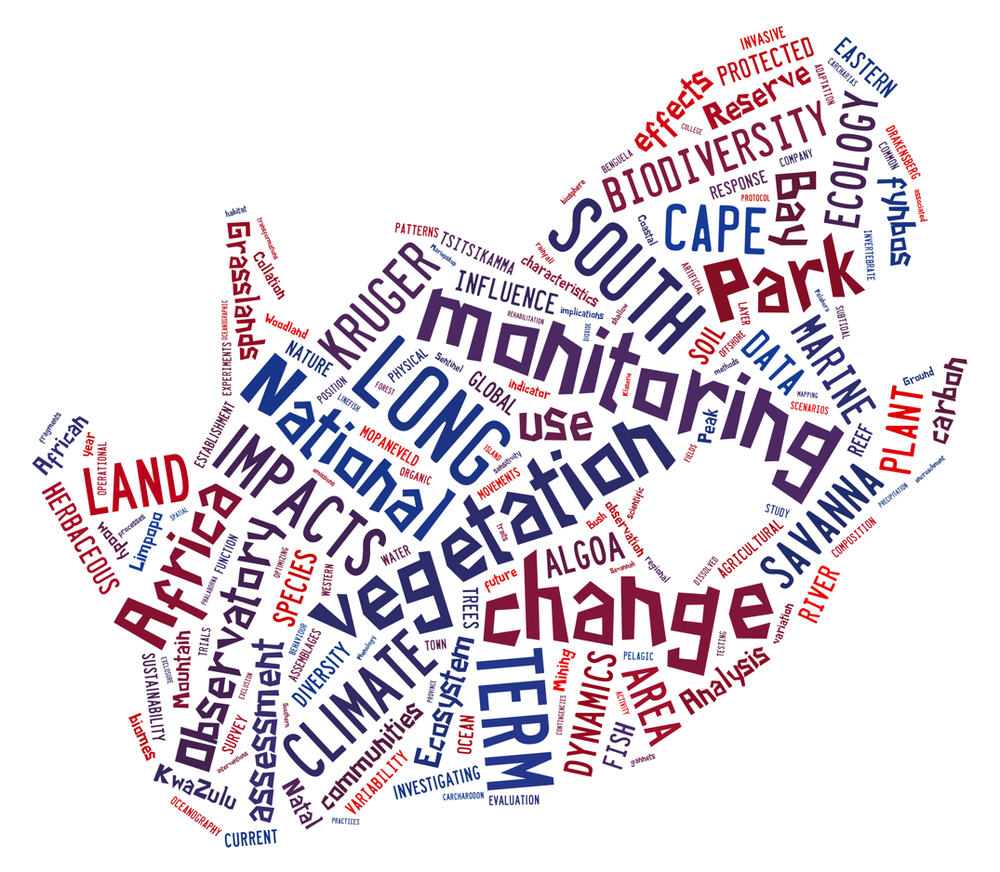 INVASIVE
PROTECTED
EASTERN
CARCHARIAS
ADAPTATION
effects
Reserve
COLLEGE
BIODIVERSITY
ECOLOGY
DRAKENSBERG
COMMON
associated
fynbos
BENGUELA
COMPANY
RESPONSE
PROTOCOL
Bay
biosphere
SOUTH
Coastal
CAPE
INVERTEBRATE
habitat
transformations
Grasslands
Collation
PATTERNS
TSITSIKAMMA
Mariepskop
rainfall
characteristics
ARTIFICIAL
Park
Palabora
SUBTIDAL
KRUGER
INFLUENCE
implications
shallow
REHABILITATION
DIOXIDE
LAYER
SOIL
OFFSHORE
OCEANOGRAPHIC
Woodland
NATURE
monitoring
methods
DATA
MARINE
MAPPING
SCENARIOS
EXPERIMENTS
POSITION
LINEFISH
FOREST
PHYSICAL
Sentinel
LONG
GLOBAL
indicator
Klaserie
use
Ground
carbon
PLANT
National
MOPANEVELD
ORGANIC
ISLAND
sensitivity
MOVEMENTS
Peak
FIELDS
REEF
encroachment
PRECIPITATION
fragments
African
year
OPERATIONAL
LAND
ESTABLISHMENT
IMPACTS
emissions
vegetation
SAVANNA
HERBACEOUS
woody
processes
SPATIAL
Limpopo
Africa
traits
Bush
observation
scientific
STUDY
COMPOSITION
PHALABORWA
FUNCTION
OPTIMIZING
SPECIES
WESTERN
WATER
ALGOA
Savannah
regional
DISSOLVED
AGRICULTURAL
RIVER
observatory
future
change
TREES
variation
Mountain
TRIALS
SUSTAINABILITY
EXCLUSURE
EXCLUSION
BEHAVIOUR
ASSEMBLAGES
DIVERSITY
Phenology
TOWN
PELAGIC
TESTING
Analysis
CLIMATE
Ecosystem
PROVINCE
TERM
Mining
DYNAMICS
AREA
ACTIVITY
CONTINGENCIES
biomes
SURVEY
interventions
assessment
Southern
communities
OCEAN
FISH
gannets
KwaZulu
Natal
VARIABILITY
INVESTIGATING
CARCHARODON
EVALUATION
OCEANOGRAPHY
CURRENT
PRACTICES